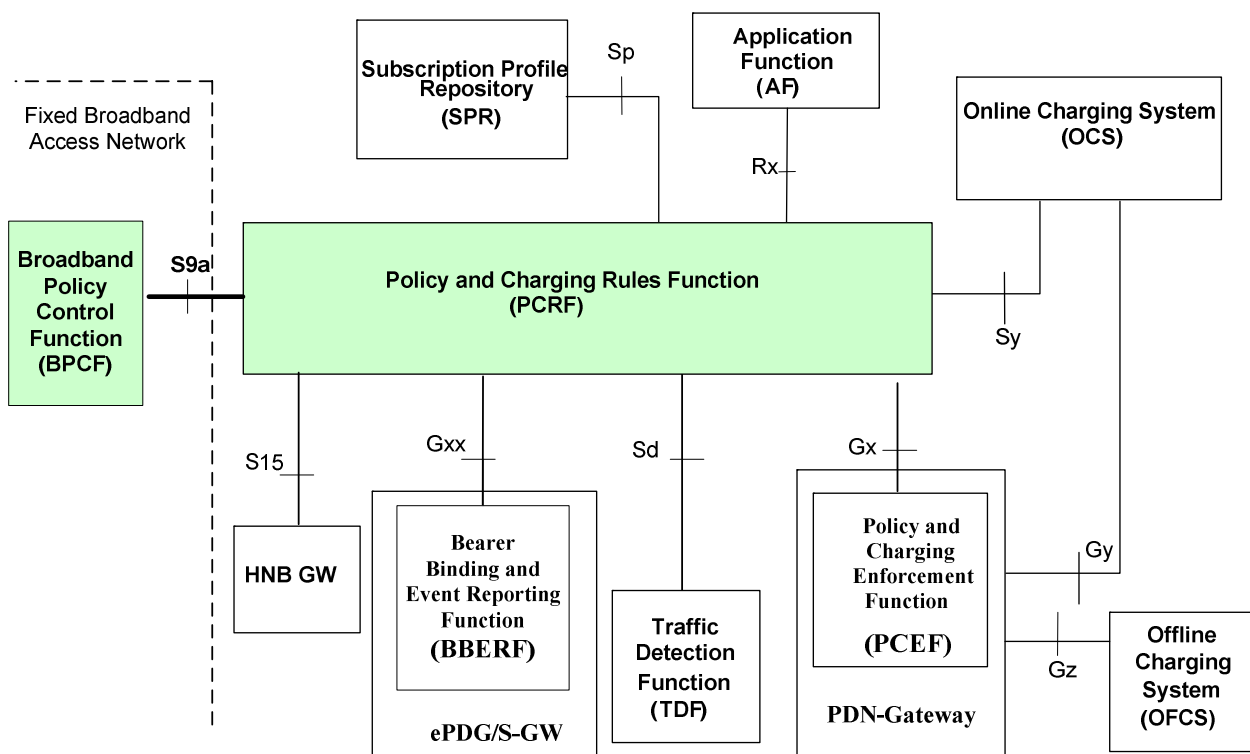 Fixed Broadband
Access Network
Subscription Profile
Repository
(SPR)
Sp
Application
Function
(AF)
Rx
Online Charging System
(OCS)
Broadband
Policy
Control
Function
(BPCF)
S9a
Policy and Charging Rules Function
(PCRF)
Sy
S15
Gxx
Sd
Gx
HNB GW
Bearer
Binding and
Event Reporting
Function
(BBERF)
ePDG/S-GW
Traffic
Detection
Function
(TDF)
Policy and
Charging
Enforcement
Function
(PCEF)
PDN-Gateway
Gy
Gz
Offline
Charging
System
(OFCS)